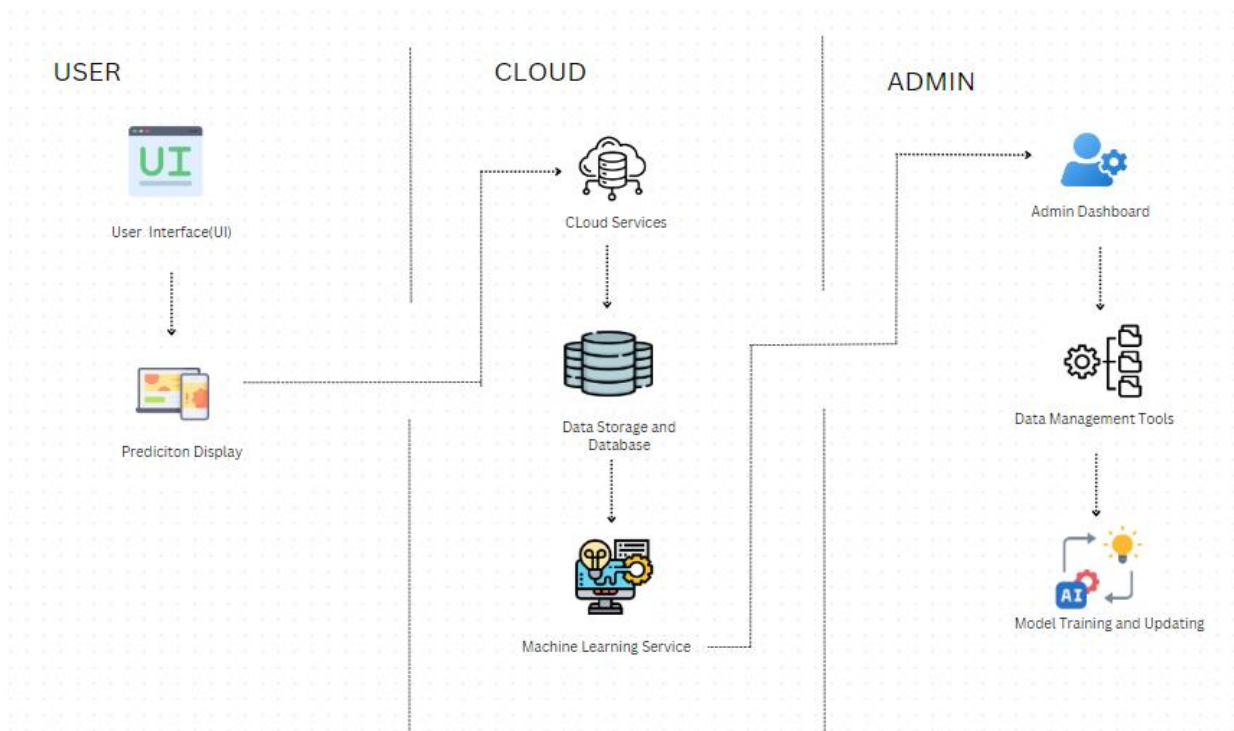 USER
UI
User Interface(UI)
Prediciton Display
CLOUD
CLoud Services
Data Storage and
Database
Machine Learning Service
ADMIN
Admin Dashboard
Data Management Tools
AI
Model Training and Updating